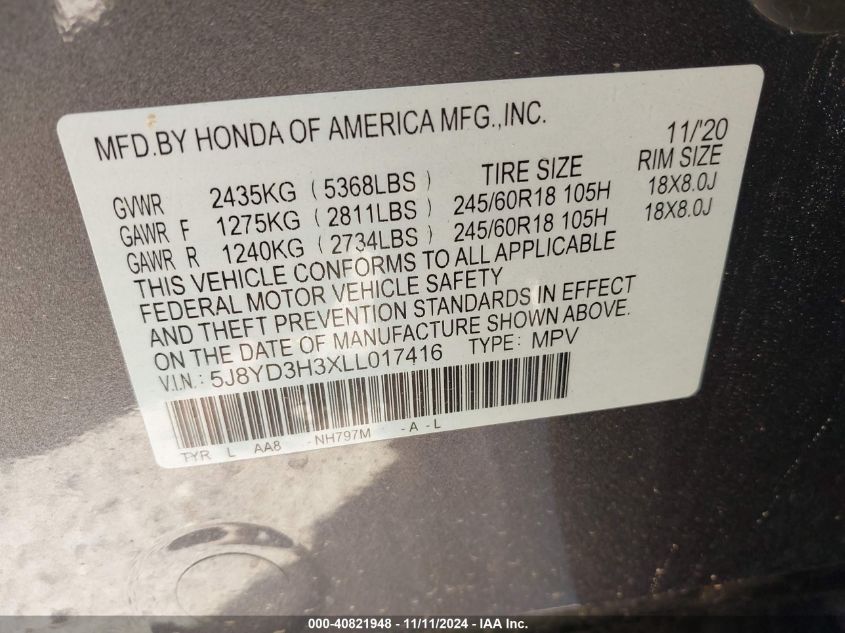 MFD.BY HONDA OF AMERICA MFG.,INC. 11/'20
GVWR 2435KG (5368LBS) TIRE SIZE RIM SIZE
GAWR F 1275KG (2811LBS) 245/60R18 105H 18X8.0J
GAWR R 1240KG (2734LBS) 245/60R18 105H 18X8.0J
THIS VEHICLE CONFORMS TO ALL APPLICABLE
FEDERAL MOTOR VEHICLE SAFETY
AND THEFT PREVENTION STANDARDS IN EFFECT
ON THE DATE OF MANUFACTURE SHOWN ABOVE.
V.I.N.: 5J8YD3H3XLL017416 TYPE: MPV
TYR L AA8 -NH797M -A -L
000-40821948 - 11/11/2024 - IAA Inc.